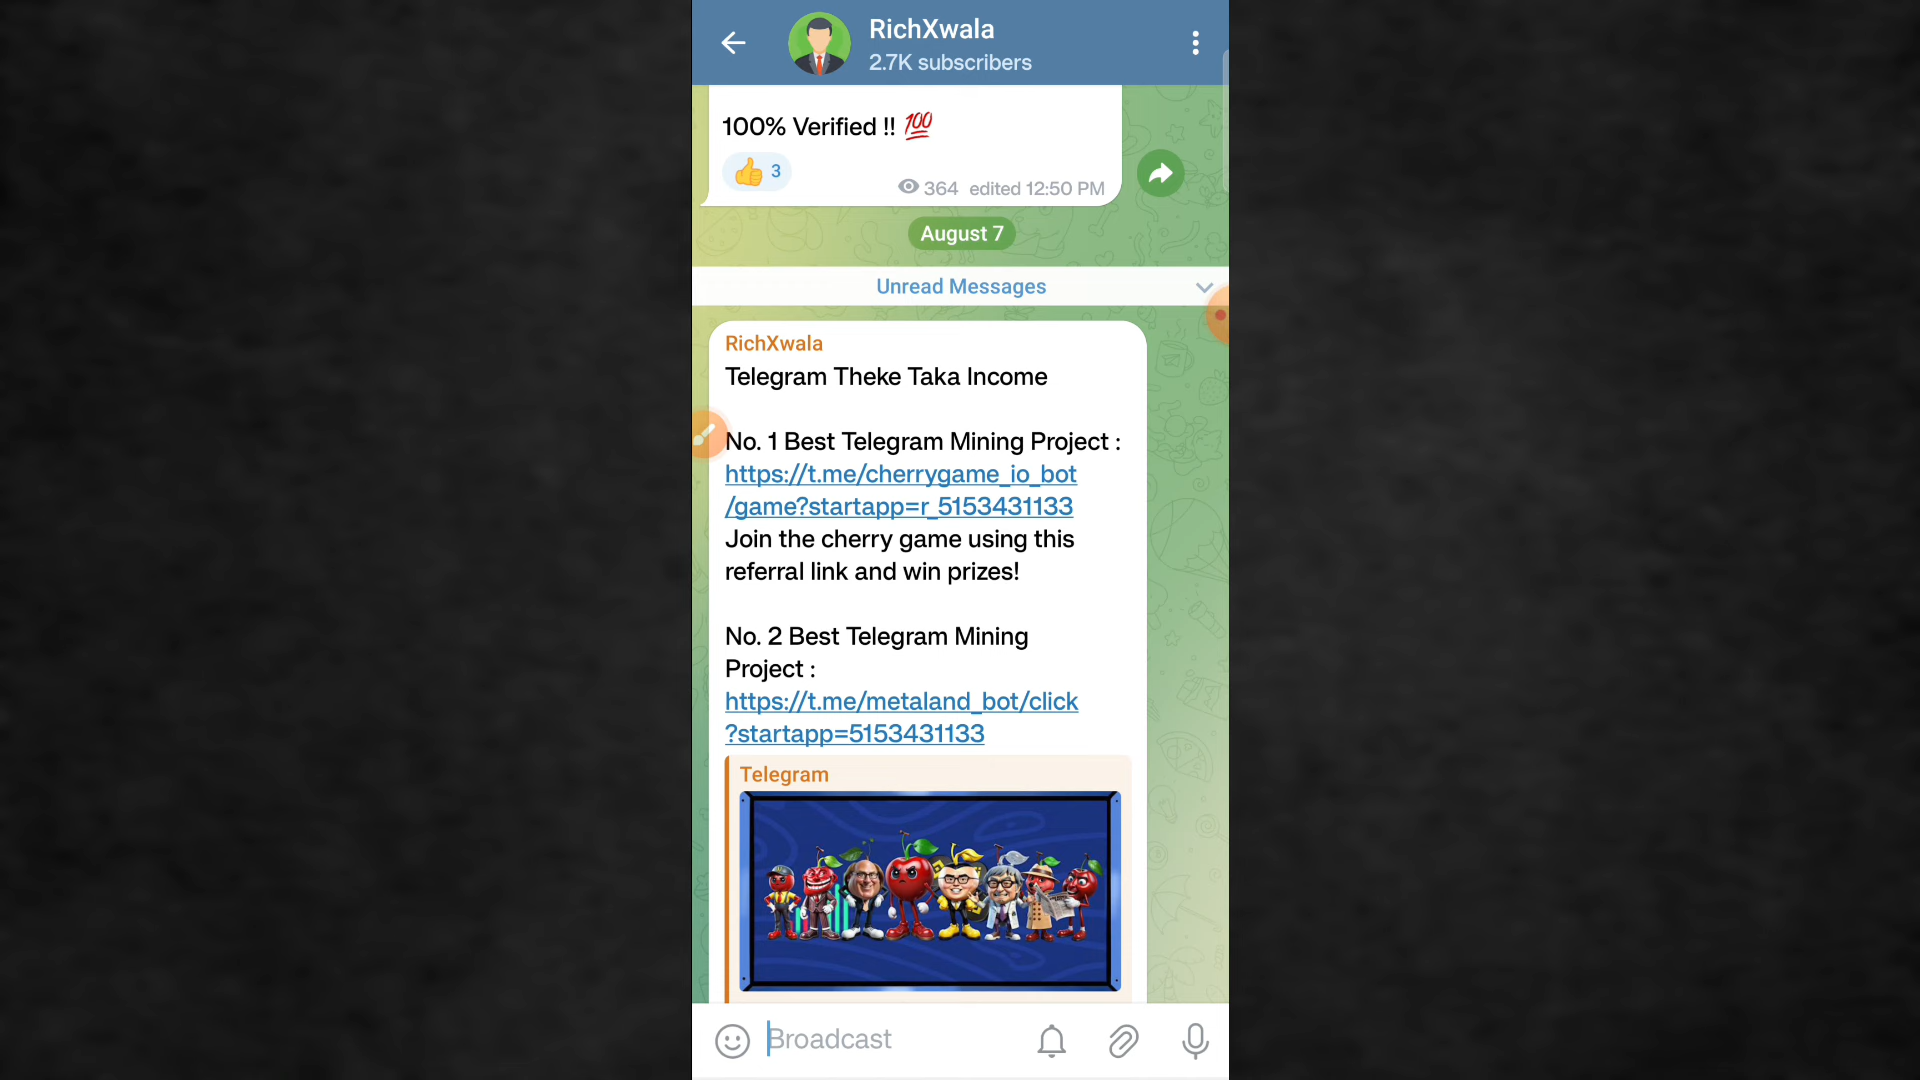 RichXwala
2.7K subscribers
100% Verified !! 💯
👍 3
364 edited 12:50 PM
August 7
Unread Messages
RichXwala
Telegram Theke Taka Income
No. 1 Best Telegram Mining Project :
https://t.me/cherrygame_io_bot
/game?startapp=r_5153431133
Join the cherry game using this
referral link and win prizes!
No. 2 Best Telegram Mining
Project :
https://t.me/metaland_bot/click
?startapp=5153431133
Telegram
Broadcast